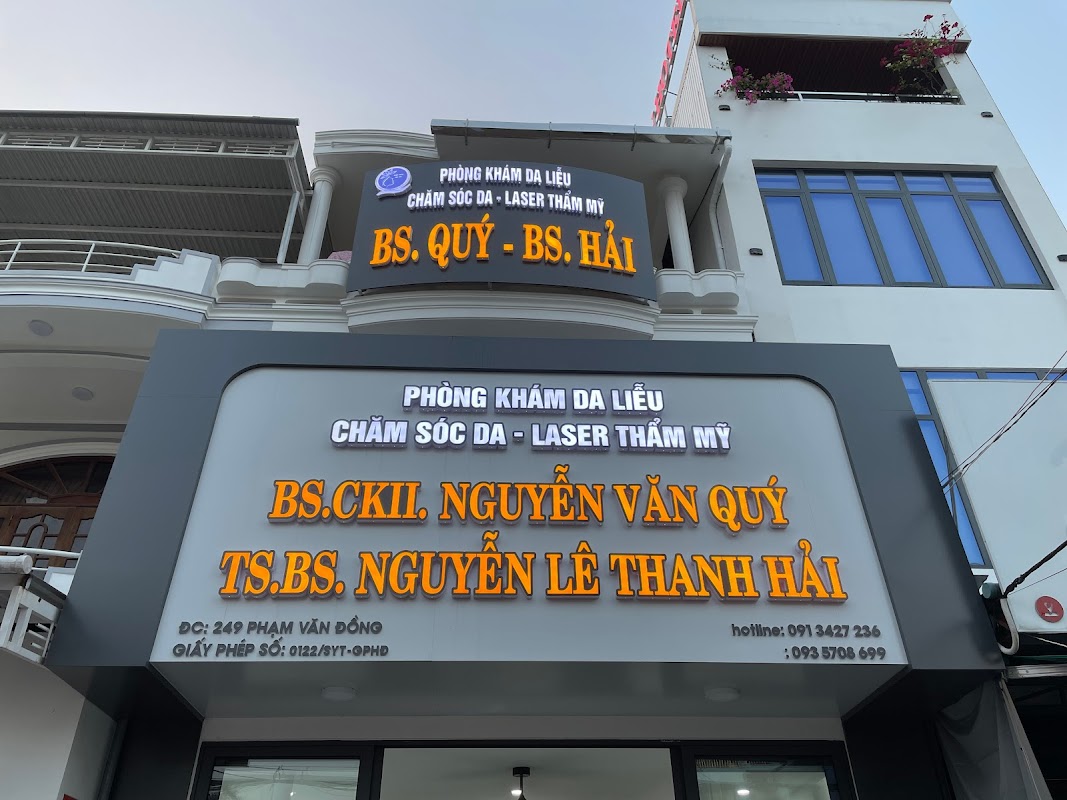 PHÒNG KHÁM DA LIỄU
CHĂM SÓC DA - LASER THẨM MỸ
BS. QUÝ - BS. HẢI
PHÒNG KHÁM DA LIỄU
CHĂM SÓC DA - LASER THẨM MỸ
BS.CKII. NGUYỄN VĂN QUÝ
TS.BS. NGUYỄN LÊ THANH HẢI
ĐC: 249 PHẠM VĂN ĐỒNG
GIẤY PHÉP SỐ: 0122/SYT-GPHĐ
hotline: 091 3427 236
: 093 5708 699